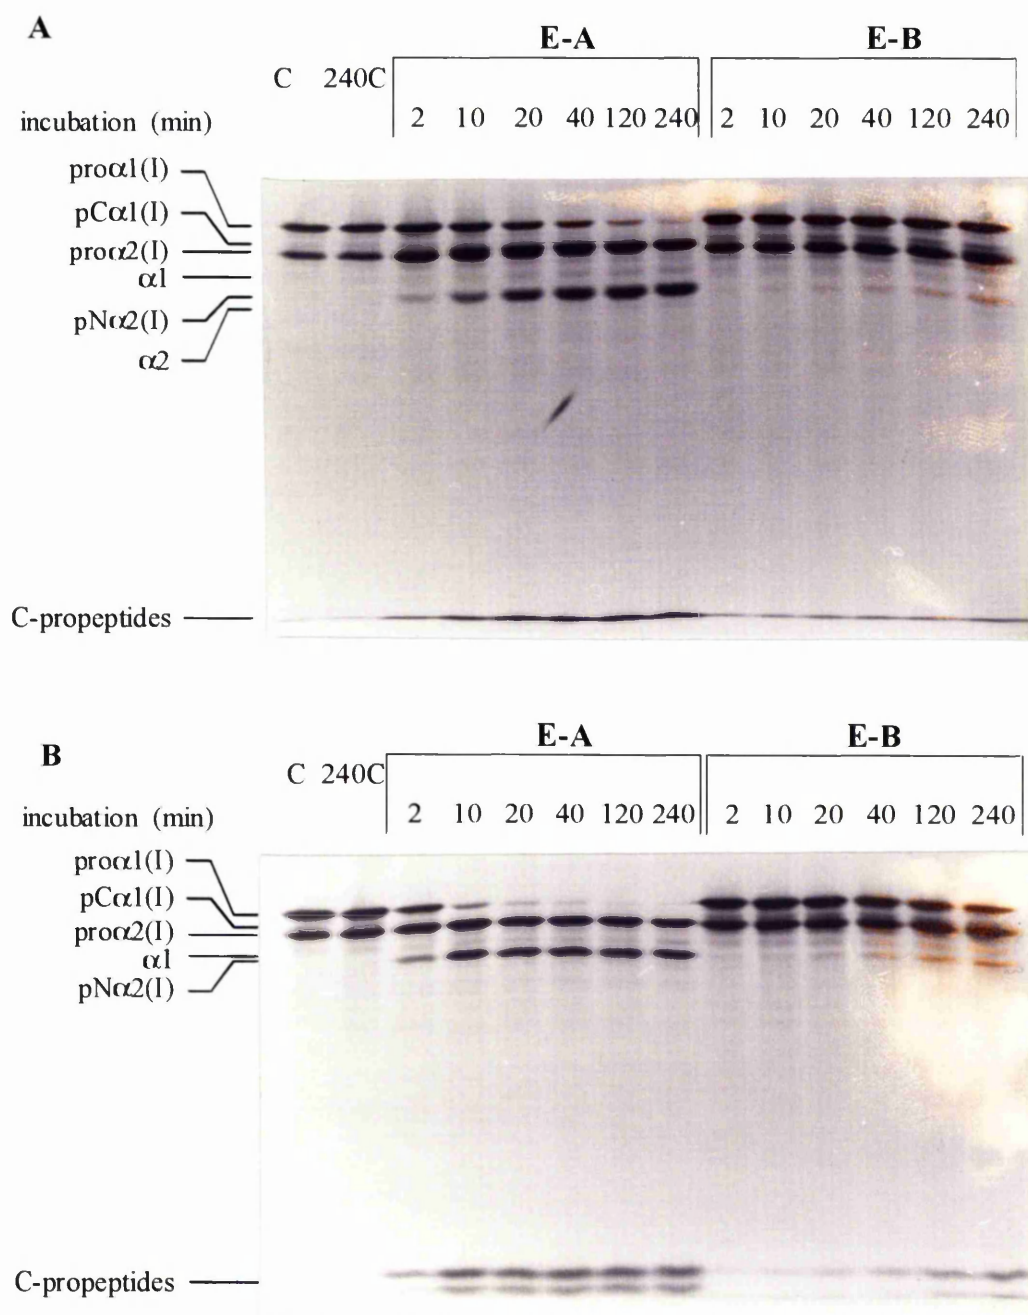 A
E-A E-B
C 240C
incubation (min) 2 10 20 40 120 240 2 10 20 40 120 240
proα1(I)
pCα1(I)
proα2(I)
α1
pNα2(I)
α2
C-propeptides
B
E-A E-B
C 240C
incubation (min) 2 10 20 40 120 240 2 10 20 40 120 240
proα1(I)
pCα1(I)
proα2(I)
α1
pNα2(I)
C-propeptides